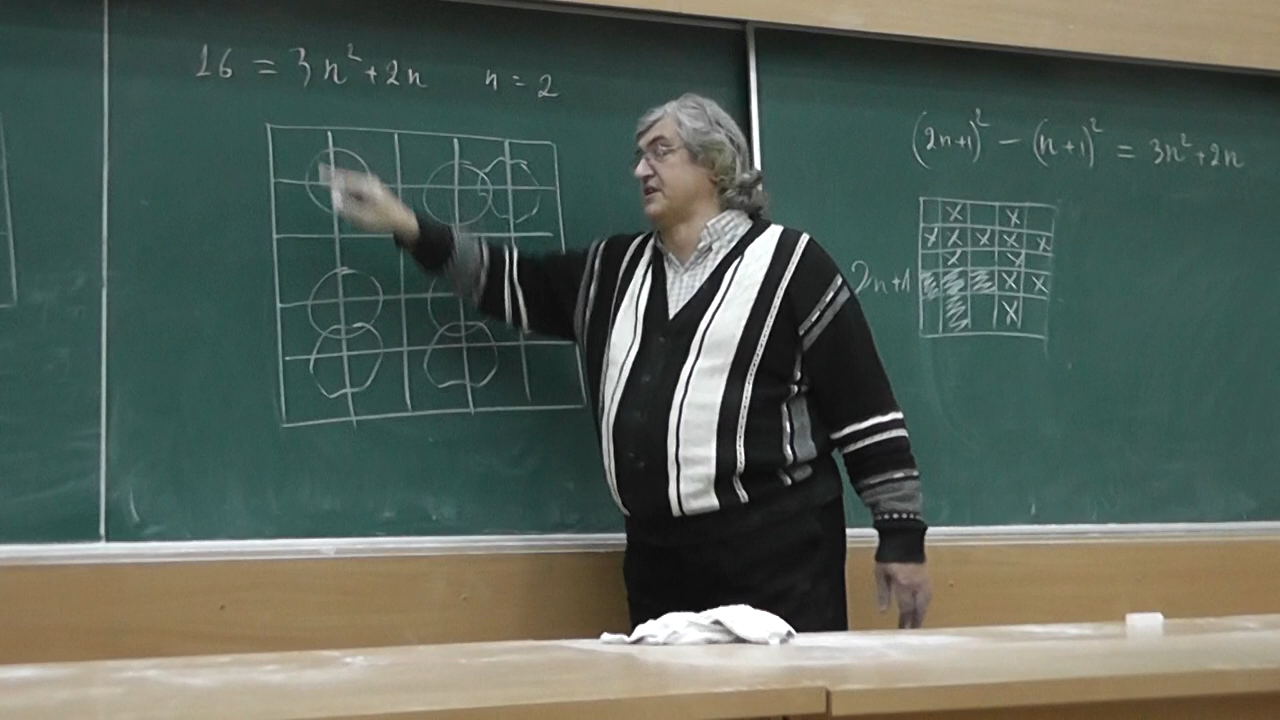 16 = 3n²+2n n = 2
(2n+1)² − (n+1)² = 3n²+2n
X X
X X X X X
X X
X X
X
2n+1